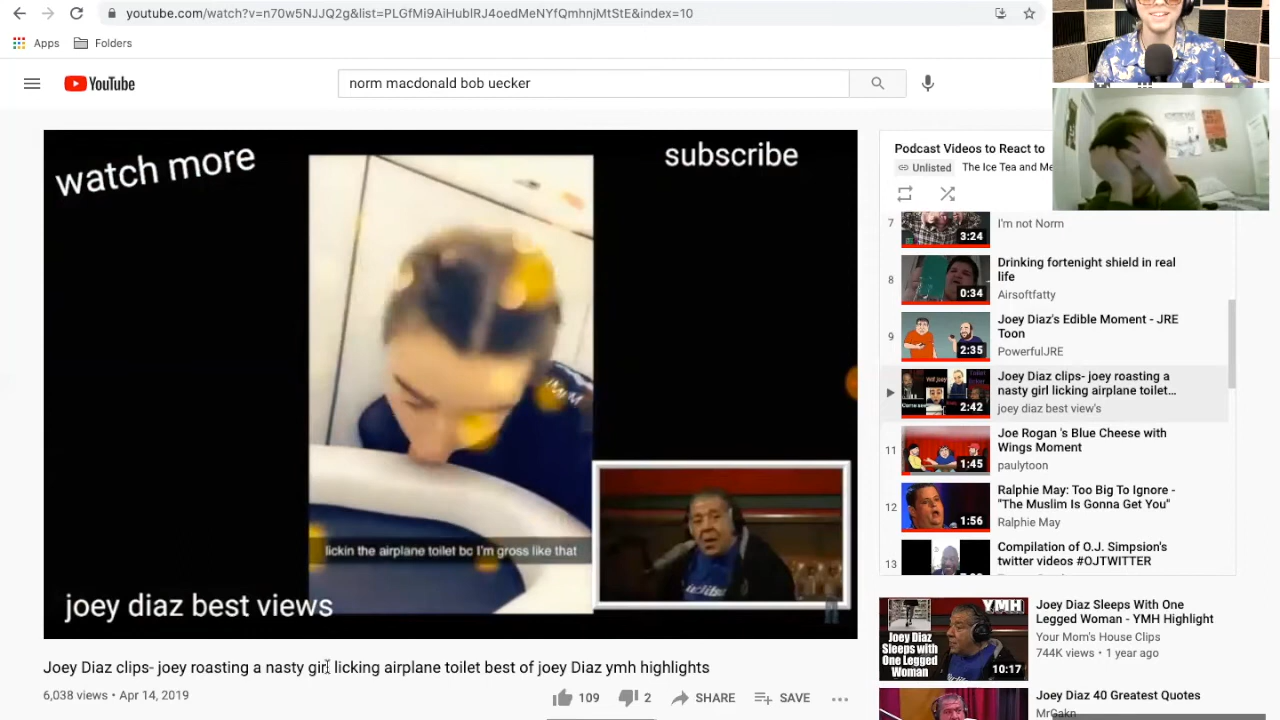 youtube.com/watch?v=n70w5NJJQ2g&list=PLGfMi9AiHublRJ4oedMeNYfQmhnjMtStE&index=10
Apps Folders
YouTube
norm macdonald bob uecker
watch more
subscribe
lickin the airplane toilet bc I'm gross like that
joey diaz best views
Joey Diaz clips- joey roasting a nasty girl licking airplane toilet best of joey Diaz ymh highlights
6,038 views • Apr 14, 2019
109 2 SHARE SAVE
Podcast Videos to React to
Unlisted The Ice Tea and Me
7
3:24
I'm not Norm
8
0:34
Drinking fortenight shield in real
life
Airsoftfatty
9
2:35
Joey Diaz's Edible Moment - JRE
Toon
PowerfulJRE
2:42
Joey Diaz clips- joey roasting a
nasty girl licking airplane toilet...
joey diaz best view's
11
1:45
Joe Rogan 's Blue Cheese with
Wings Moment
paulytoon
12
1:56
Ralphie May: Too Big To Ignore -
"The Muslim Is Gonna Get You"
Ralphie May
13
Compilation of O.J. Simpsion's
twitter videos #OJTWITTER
YMH
Joey Diaz
Sleeps with
One Legged
Woman
10:17
Joey Diaz Sleeps With One
Legged Woman - YMH Highlight
Your Mom's House Clips
744K views • 1 year ago
Joey Diaz 40 Greatest Quotes
MrGakn